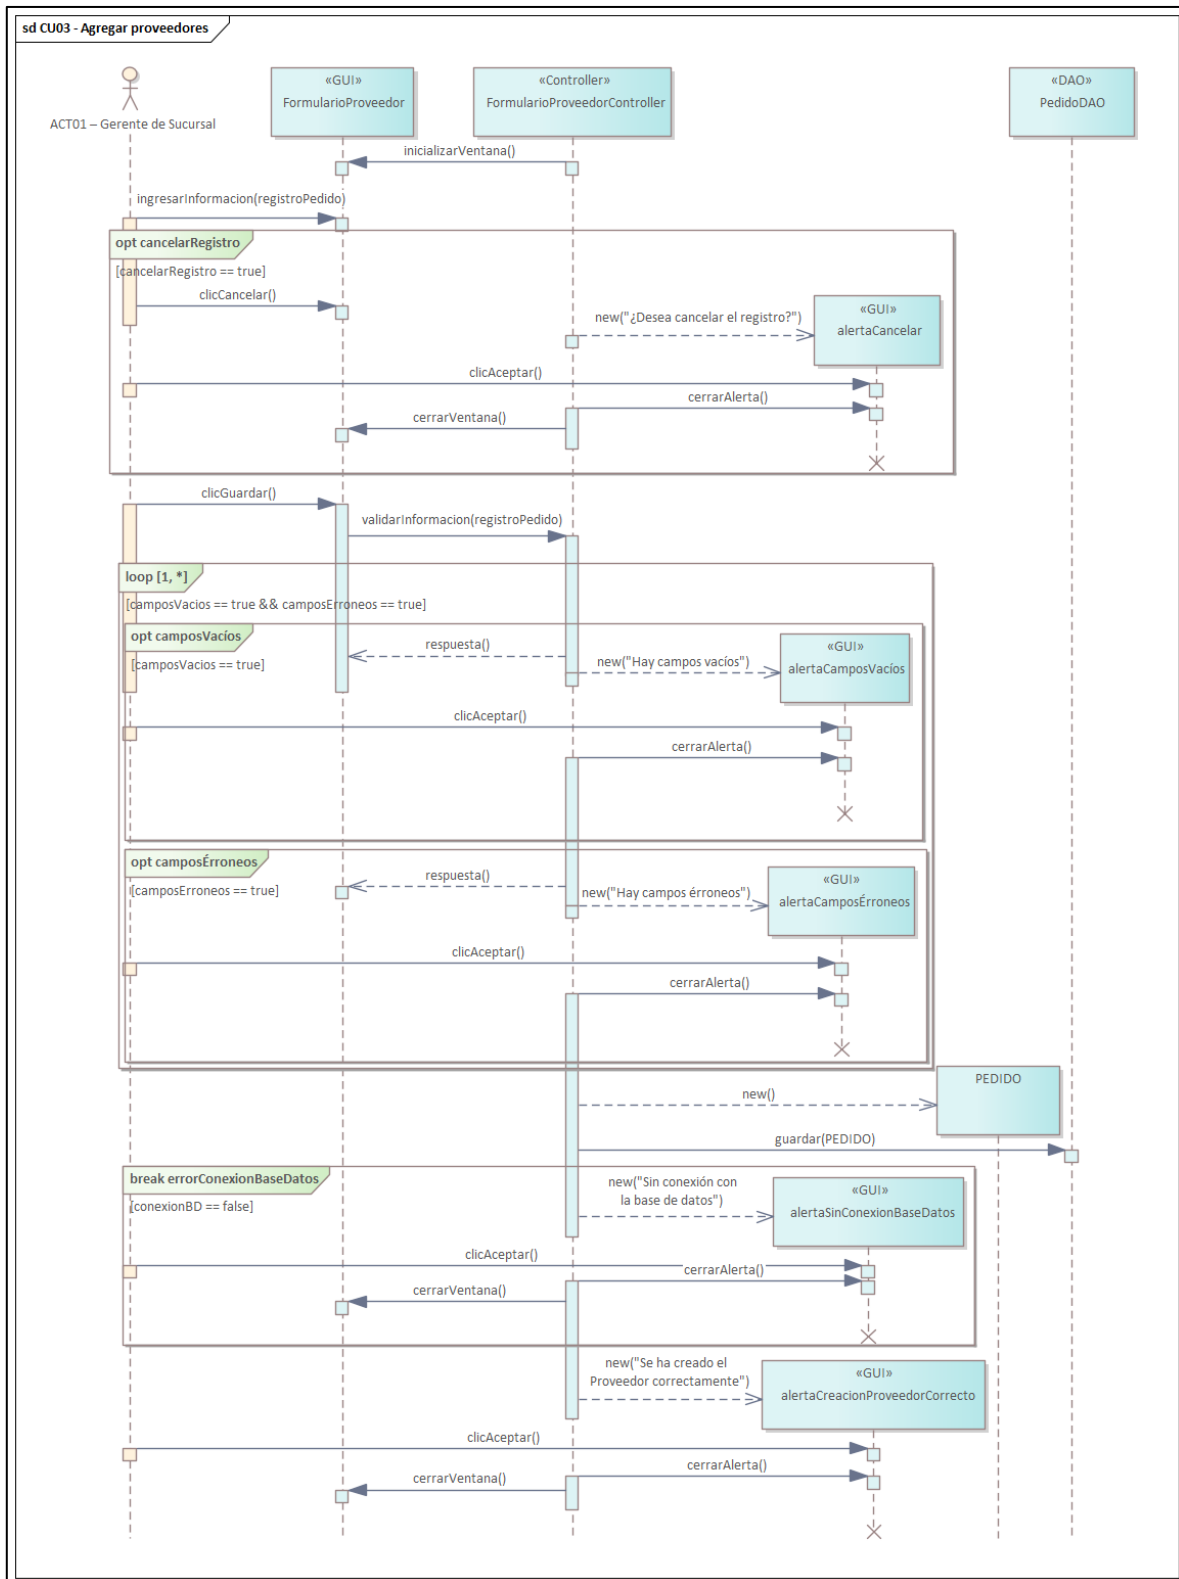 sd CU03 - Agregar proveedores
«GUI»
FormularioProveedor
«Controller»
FormularioProveedorController
«DAO»
PedidoDAO
ACT01 – Gerente de Sucursal
inicializarVentana()
ingresarInformacion(registroPedido)
opt cancelarRegistro
[cancelarRegistro == true]
clicCancelar()
new("¿Desea cancelar el registro?")
«GUI»
alertaCancelar
clicAceptar()
cerrarAlerta()
cerrarVentana()
clicGuardar()
validarInformacion(registroPedido)
loop [1, *]
[camposVacios == true && camposErroneos == true]
opt camposVacíos
[camposVacios == true]
respuesta()
new("Hay campos vacíos")
«GUI»
alertaCamposVacíos
clicAceptar()
cerrarAlerta()
opt camposÉrroneos
[camposErroneos == true]
respuesta()
new("Hay campos érroneos")
«GUI»
alertaCamposÉrroneos
clicAceptar()
cerrarAlerta()
PEDIDO
new()
guardar(PEDIDO)
break errorConexionBaseDatos
[conexionBD == false]
new("Sin conexión con
la base de datos")
«GUI»
alertaSinConexionBaseDatos
clicAceptar()
cerrarAlerta()
cerrarVentana()
new("Se ha creado el
Proveedor correctamente")
«GUI»
alertaCreacionProveedorCorrecto
clicAceptar()
cerrarAlerta()
cerrarVentana()